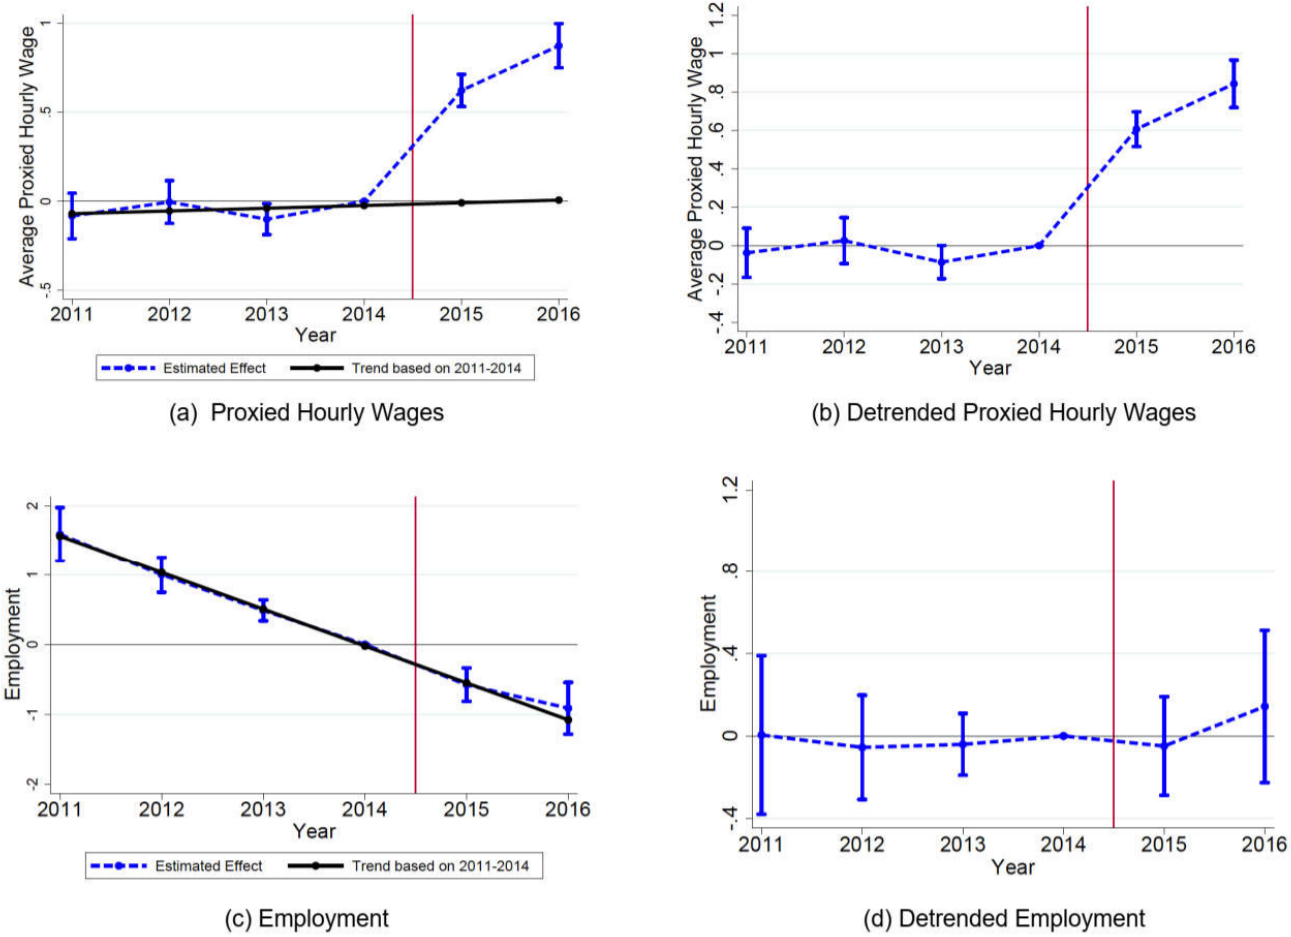 Average Proxied Hourly Wage
1
.5
0
-.5
2011 2012 2013 2014 2015 2016
Year
Estimated Effect Trend based on 2011-2014
(a) Proxied Hourly Wages
Average Proxied Hourly Wage
1.2
1
.8
.6
.4
.2
0
-.2
-.4
2011 2012 2013 2014 2015 2016
Year
(b) Detrended Proxied Hourly Wages
Employment
2
1
0
-1
-2
2011 2012 2013 2014 2015 2016
Year
Estimated Effect Trend based on 2011-2014
(c) Employment
Employment
1.2
.8
.4
0
-.4
2011 2012 2013 2014 2015 2016
Year
(d) Detrended Employment